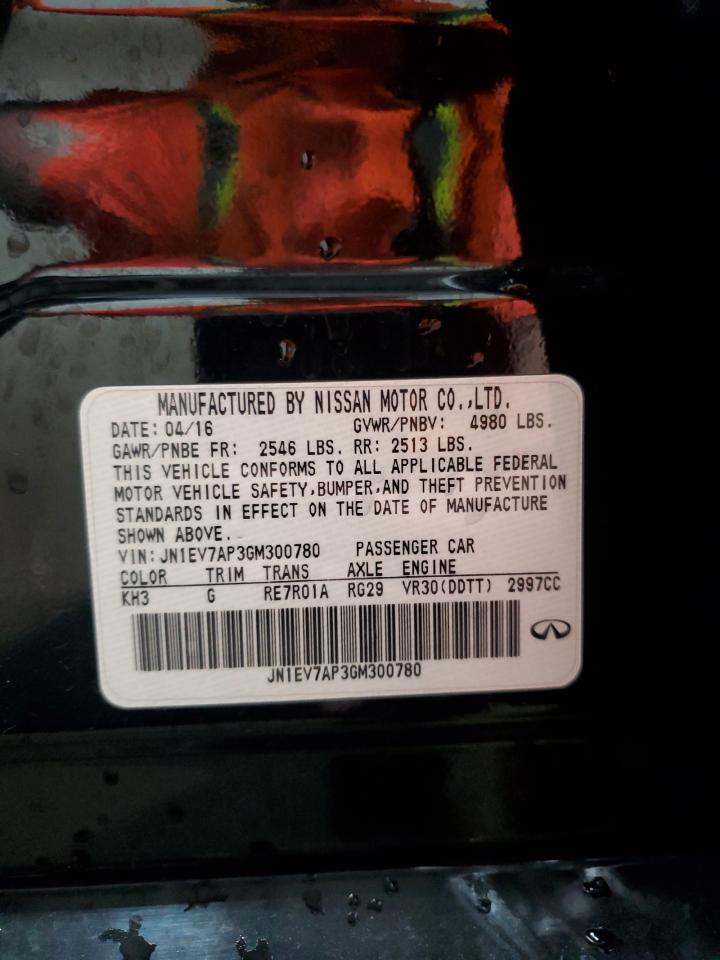 MANUFACTURED BY NISSAN MOTOR CO.,LTD.
DATE: 04/16 GVWR/PNBV: 4980 LBS.
GAWR/PNBE FR: 2546 LBS. RR: 2513 LBS.
THIS VEHICLE CONFORMS TO ALL APPLICABLE FEDERAL
MOTOR VEHICLE SAFETY,BUMPER,AND THEFT PREVENTION
STANDARDS IN EFFECT ON THE DATE OF MANUFACTURE
SHOWN ABOVE.
VIN:JN1EV7AP3GM300780 PASSENGER CAR
COLOR TRIM TRANS AXLE ENGINE
KH3 G RE7R01A RG29 VR30(DDTT) 2997CC
JN1EV7AP3GM300780